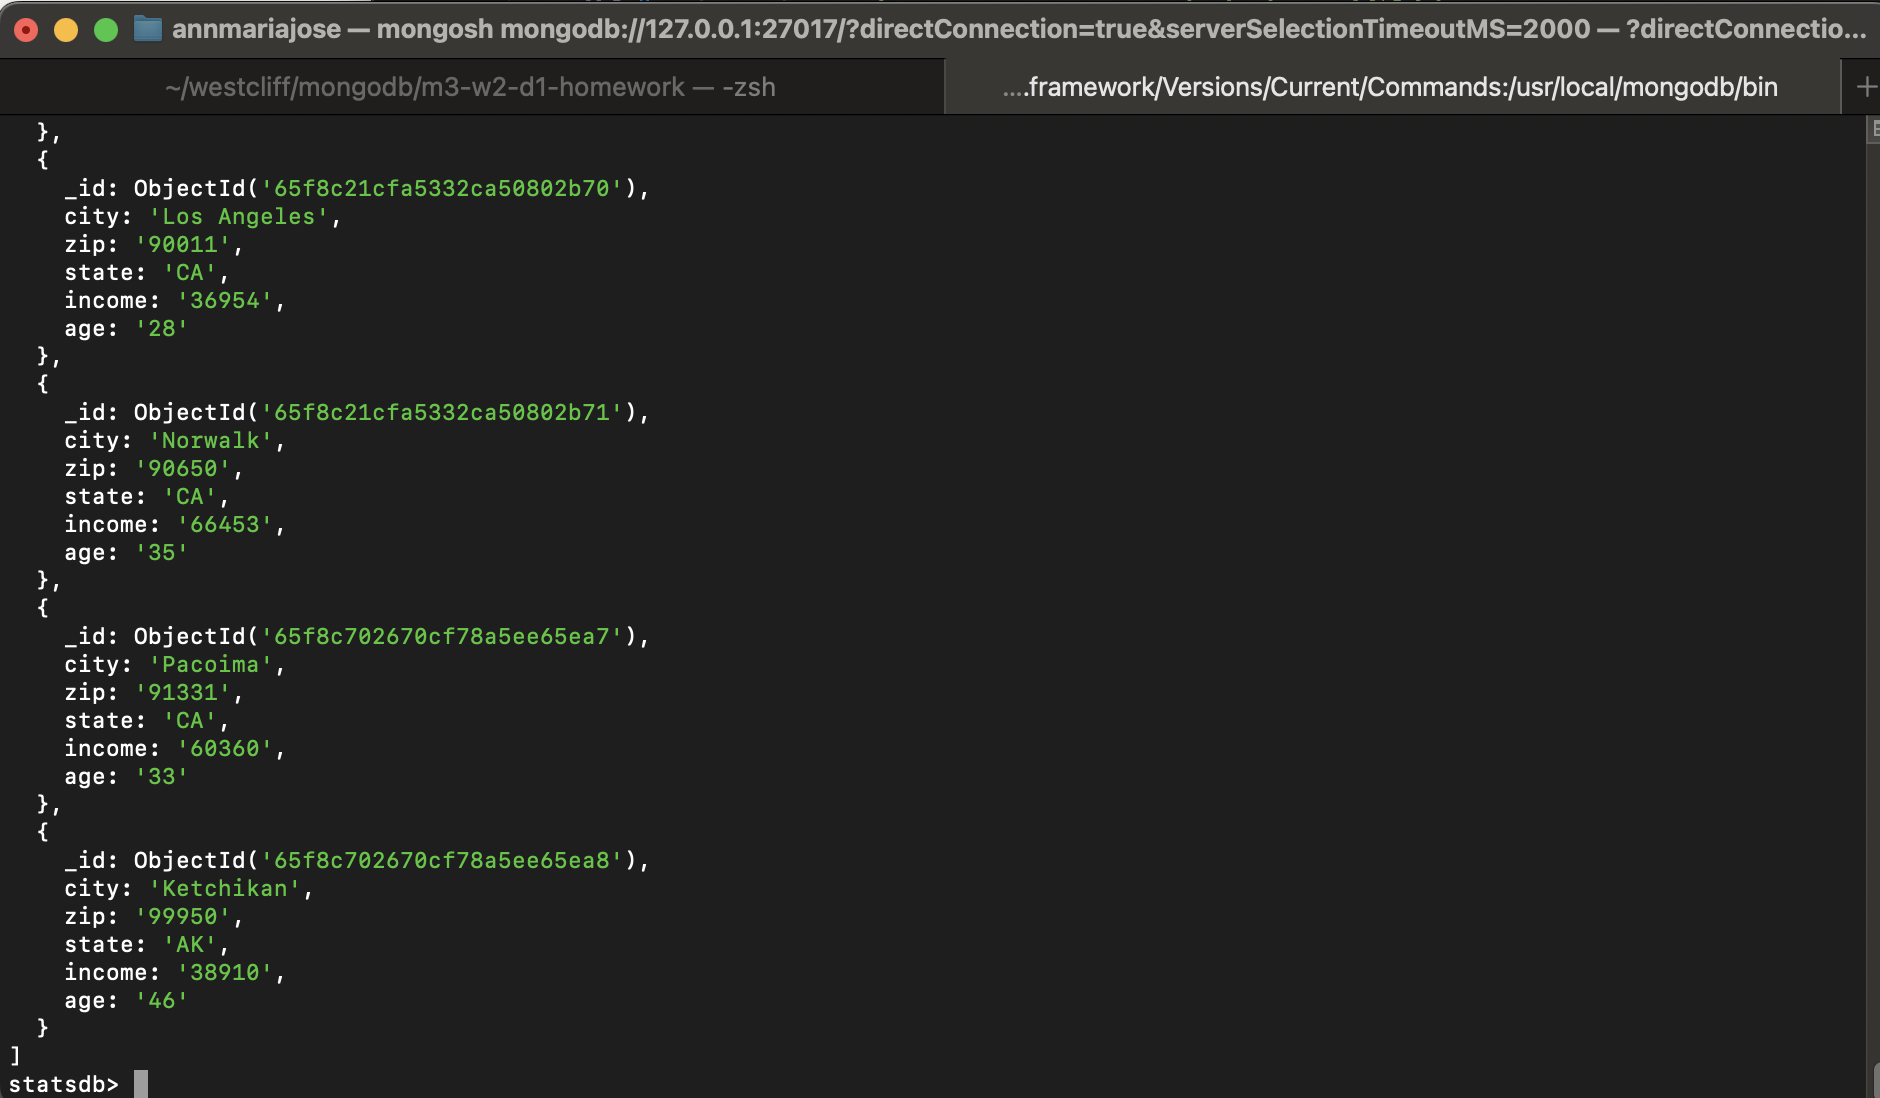 annmariajose — mongosh mongodb://127.0.0.1:27017/?directConnection=true&serverSelectionTimeoutMS=2000 — ?directConnectio...
~/westcliff/mongodb/m3-w2-d1-homework — -zsh
....framework/Versions/Current/Commands:/usr/local/mongodb/bin
+
  },
  {
    _id: ObjectId('65f8c21cfa5332ca50802b70'),
    city: 'Los Angeles',
    zip: '90011',
    state: 'CA',
    income: '36954',
    age: '28'
  },
  {
    _id: ObjectId('65f8c21cfa5332ca50802b71'),
    city: 'Norwalk',
    zip: '90650',
    state: 'CA',
    income: '66453',
    age: '35'
  },
  {
    _id: ObjectId('65f8c702670cf78a5ee65ea7'),
    city: 'Pacoima',
    zip: '91331',
    state: 'CA',
    income: '60360',
    age: '33'
  },
  {
    _id: ObjectId('65f8c702670cf78a5ee65ea8'),
    city: 'Ketchikan',
    zip: '99950',
    state: 'AK',
    income: '38910',
    age: '46'
  }
]
statsdb>